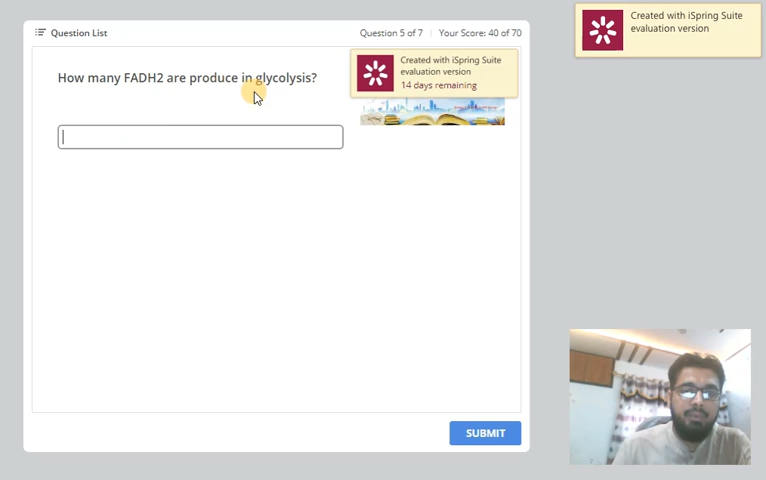 Question List
Question 5 of 7
Your Score: 40 of 70
How many FADH2 are produce in glycolysis?
Created with iSpring Suite
evaluation version
14 days remaining
SUBMIT
Created with iSpring Suite
evaluation version